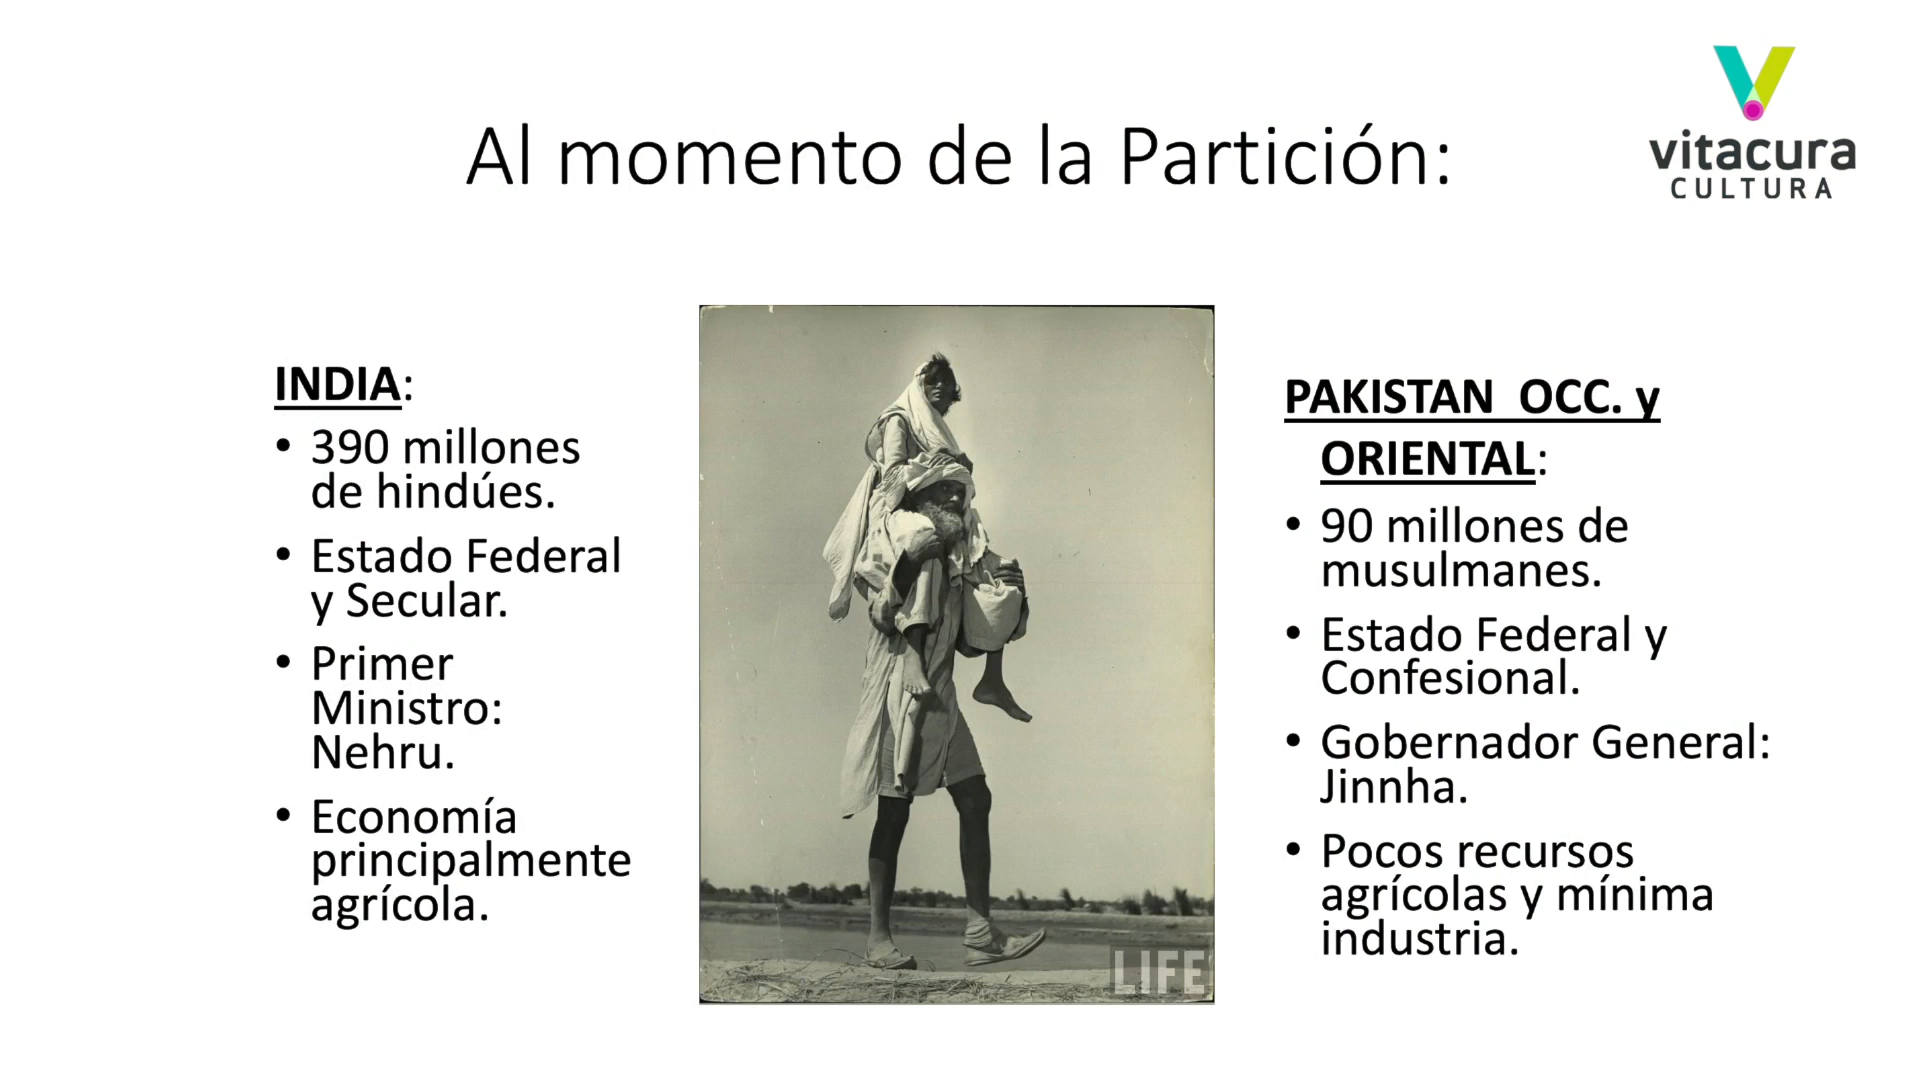 vitacura
CULTURA
Al momento de la Partición:
INDIA:
• 390 millones
de hindúes.
• Estado Federal
y Secular.
• Primer
Ministro:
Nehru.
• Economía
principalmente
agrícola.
LIFE
PAKISTAN OCC. y
ORIENTAL:
• 90 millones de
musulmanes.
• Estado Federal y
Confesional.
• Gobernador General:
Jinnha.
• Pocos recursos
agrícolas y mínima
industria.